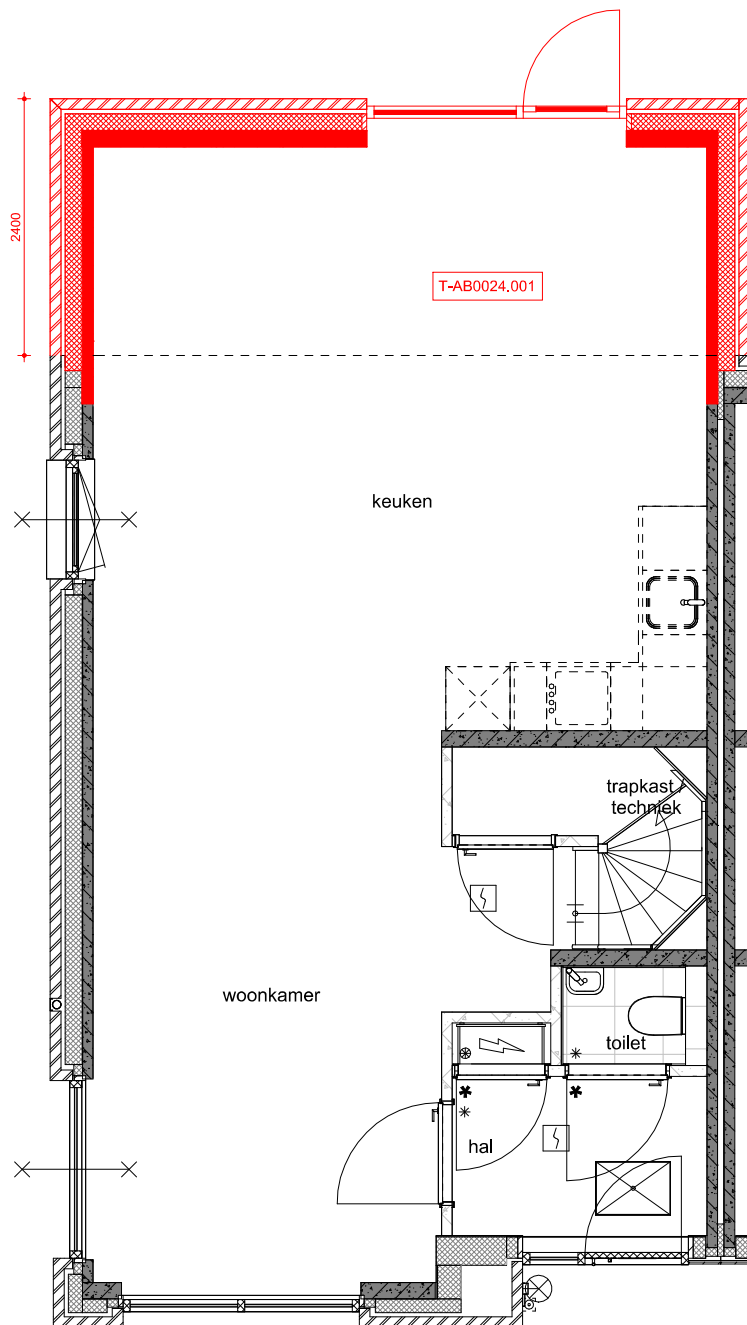 2400
T-AB0024.001
keuken
trapkast /
techniek
woonkamer
toilet
hal